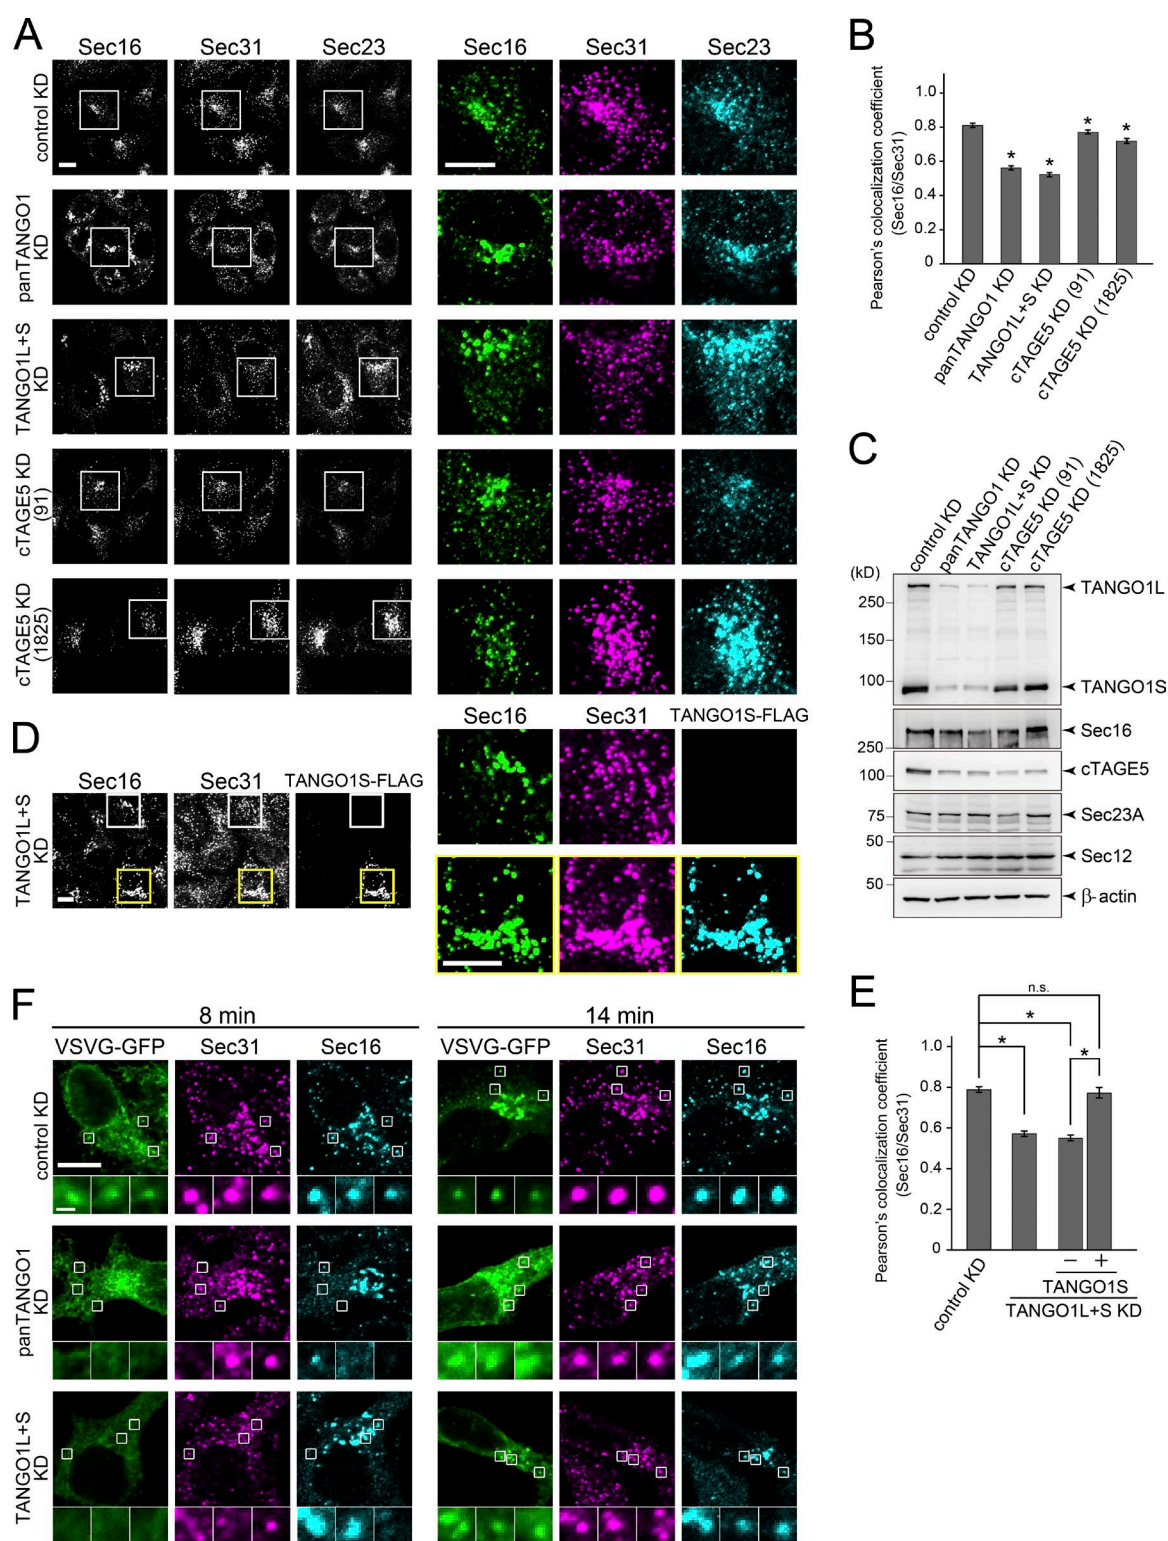 A
Sec16 Sec31 Sec23 Sec16 Sec31 Sec23
control KD
panTANGO1 KD
TANGO1L+S KD
cTAGE5 KD (91)
cTAGE5 KD (1825)
B
Pearson's colocalization coefficient
(Sec16/Sec31)
1.0
0.8
0.6
0.4
0.2
0
* * * *
control KD
panTANGO1 KD
TANGO1L+S KD
cTAGE5 KD (91)
cTAGE5 KD (1825)
C
control KD
panTANGO1 KD
TANGO1L+S KD
cTAGE5 KD (91)
cTAGE5 KD (1825)
(kD)
250
150
100
TANGO1L
TANGO1S
250
Sec16
100
cTAGE5
75
Sec23A
50
Sec12
50
β-actin
D
Sec16 Sec31 TANGO1S-FLAG
Sec16 Sec31 TANGO1S-FLAG
TANGO1L+S KD
E
Pearson's colocalization coefficient
(Sec16/Sec31)
1.0
0.8
0.6
0.4
0.2
0
n.s.
*
* *
− +
TANGO1S
TANGO1L+S KD
control KD
F
8 min 14 min
VSVG-GFP Sec31 Sec16 VSVG-GFP Sec31 Sec16
control KD
panTANGO1 KD
TANGO1L+S KD